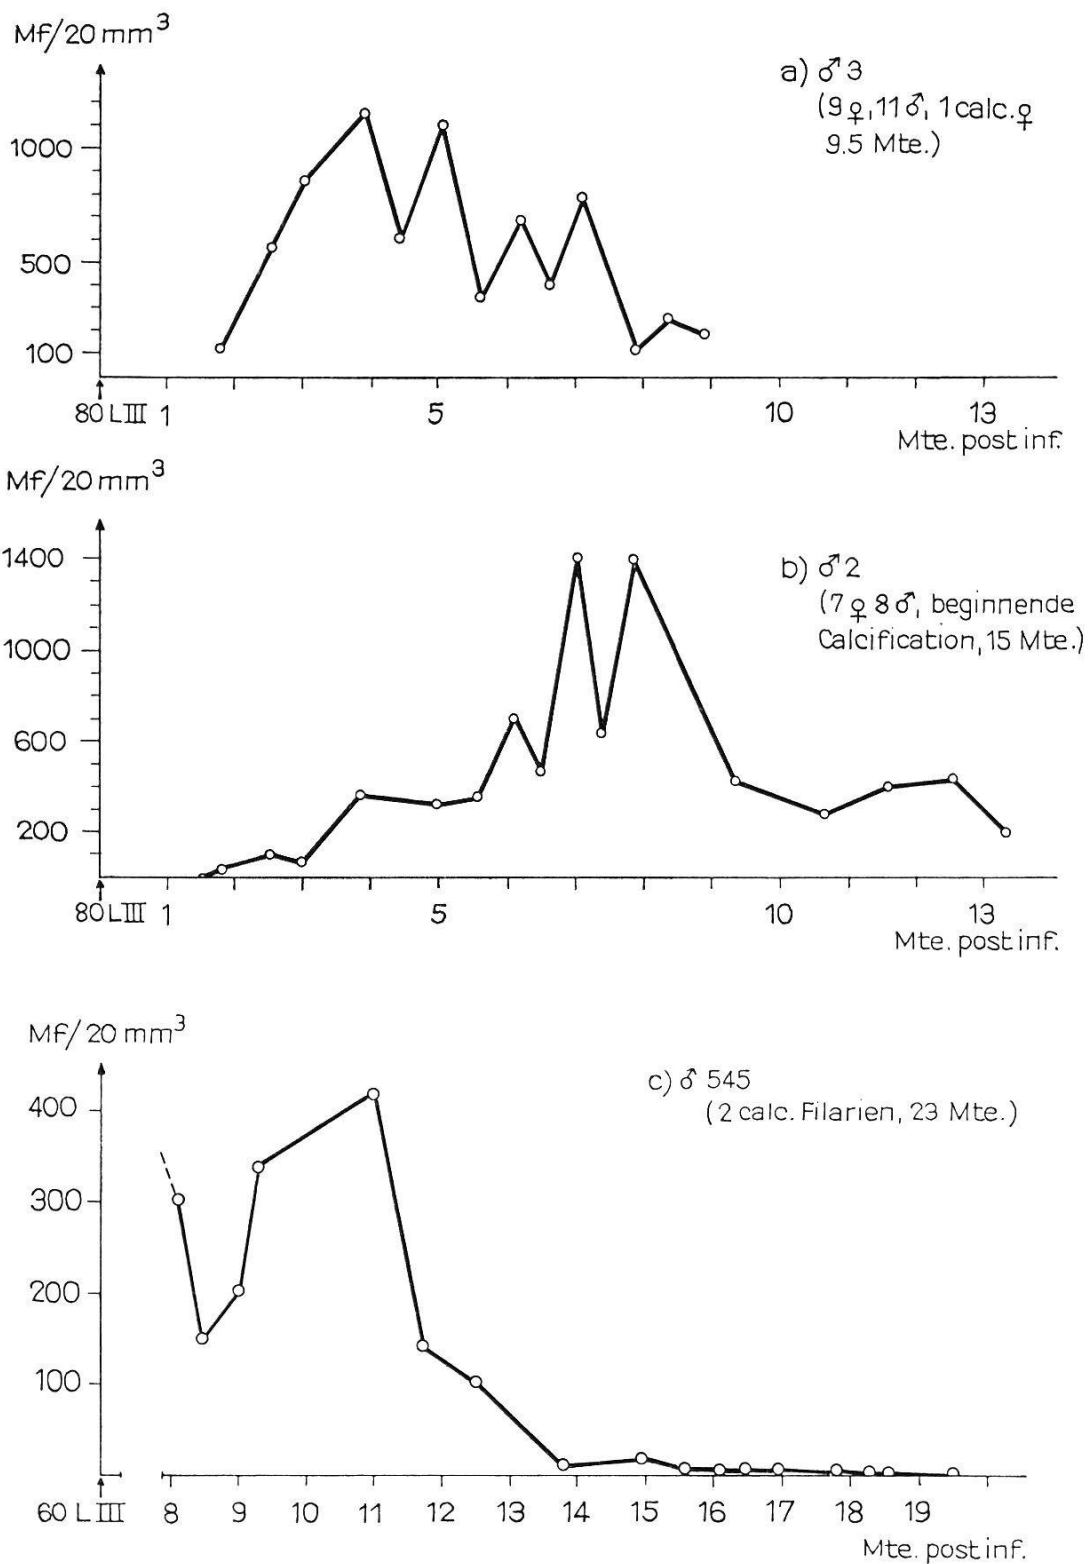 Mf/20 mm³
a) ♂ 3
(9♀, 11♂, 1 calc. ♀
9.5 Mte.)
1000
500
100
80 L III 1 5 10 13
Mte. post inf.
Mf/20 mm³
1400
b) ♂ 2
(7♀ 8♂, beginnende
Calcification, 15 Mte.)
1000
600
200
80 L III 1 5 10 13
Mte. post inf.
Mf/20 mm³
c) ♂ 545
(2 calc. Filarien, 23 Mte.)
400
300
200
100
60 L III 8 9 10 11 12 13 14 15 16 17 18 19
Mte. post inf.